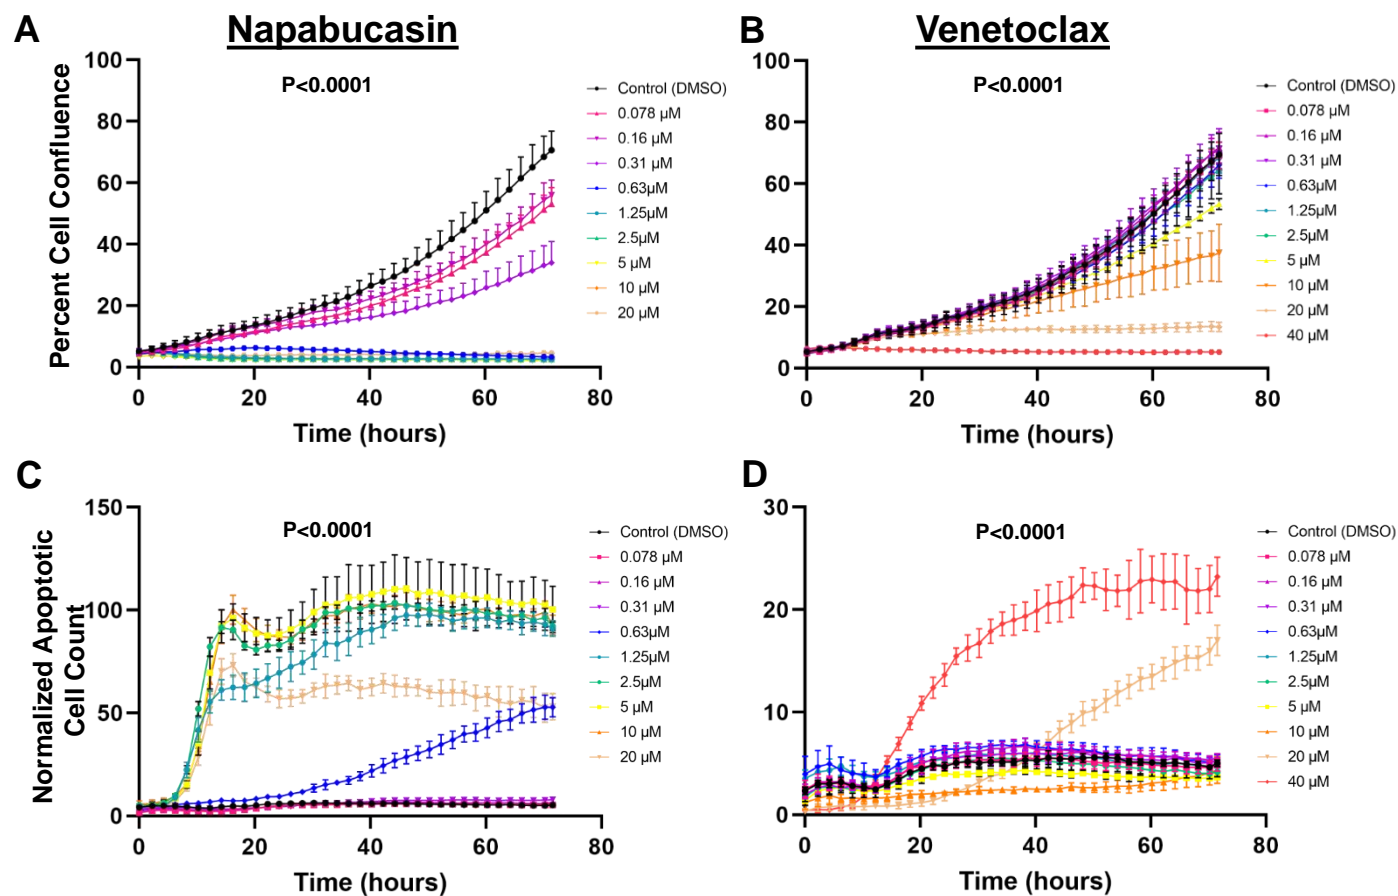 A
Napabucasin
P<0.0001
Percent Cell Confluence
100
80
60
40
20
0
0 20 40 60 80
Time (hours)
Control (DMSO)
0.078 μM
0.16 μM
0.31 μM
0.63μM
1.25μM
2.5μM
5 μM
10 μM
20 μM
B
Venetoclax
P<0.0001
100
80
60
40
20
0
0 20 40 60 80
Time (hours)
Control (DMSO)
0.078 μM
0.16 μM
0.31 μM
0.63μM
1.25μM
2.5μM
5 μM
10 μM
20 μM
40 μM
C
P<0.0001
Normalized Apoptotic
Cell Count
150
100
50
0
0 20 40 60 80
Time (hours)
Control (DMSO)
0.078 μM
0.16 μM
0.31 μM
0.63μM
1.25μM
2.5μM
5 μM
10 μM
20 μM
D
P<0.0001
30
20
10
0
0 20 40 60 80
Time (hours)
Control (DMSO)
0.078 μM
0.16 μM
0.31 μM
0.63μM
1.25μM
2.5μM
5 μM
10 μM
20 μM
40 μM